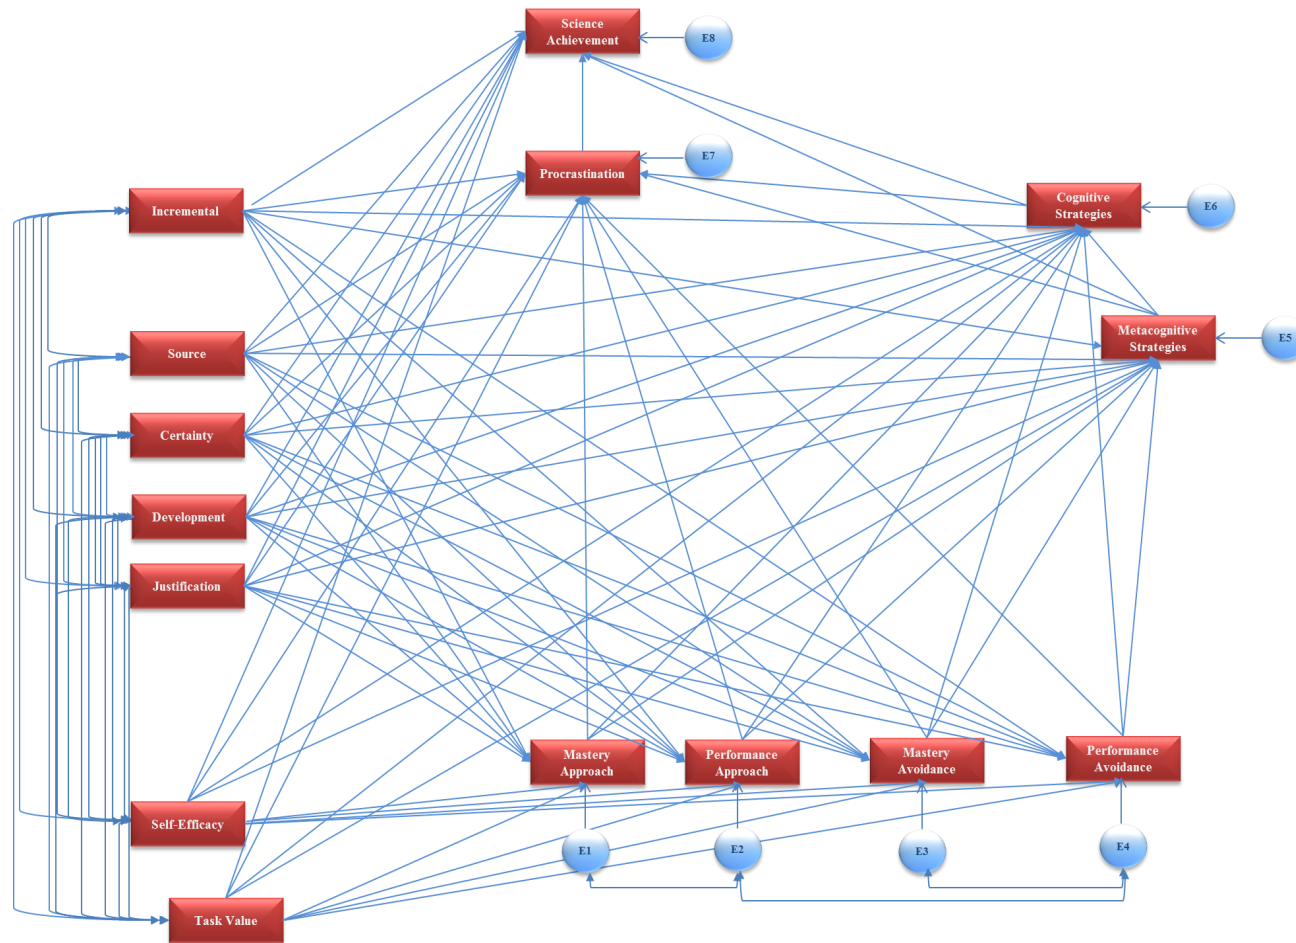 Science
Achievement
E8
Procrastination
E7
Incremental
Cognitive
Strategies
E6
Source
Metacognitive
Strategies
E5
Certainty
Development
Justification
Mastery
Approach
Performance
Approach
Mastery
Avoidance
Performance
Avoidance
Self-Efficacy
E1
E2
E3
E4
Task Value